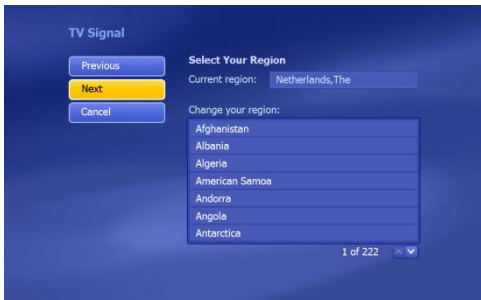 TV Signal
Previous
Next
Cancel
Select Your Region
Current region: Netherlands,The
Change your region:
Afghanistan
Albania
Algeria
American Samoa
Andorra
Angola
Antarctica
1 of 222